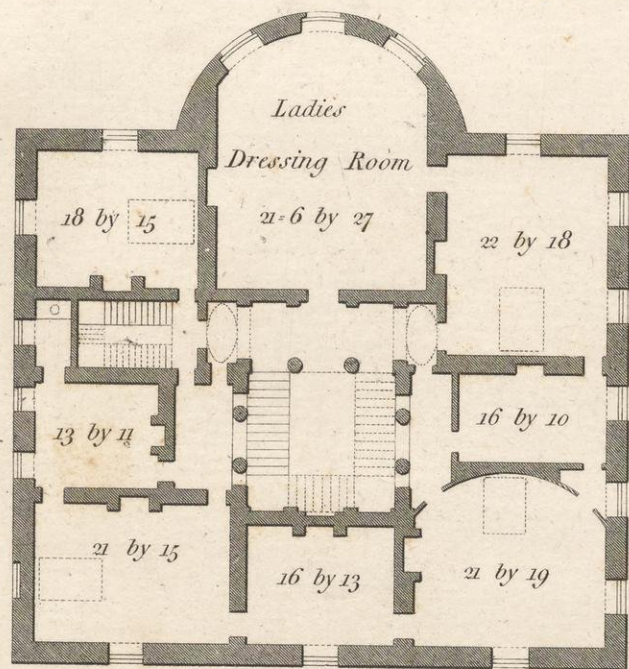 Ladies
Dressing Room
21=6 by 27
18 by 15
22 by 18
13 by 11
16 by 10
21 by 15
16 by 13
21 by 19